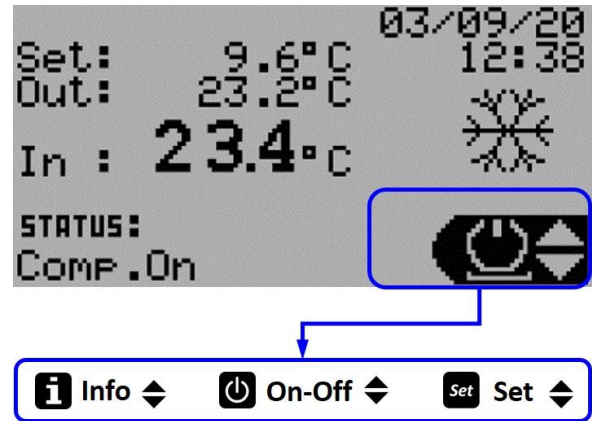 03/09/20
Set: 9.6°C 12:38
Out: 23.2°C
In : 23.4°C
STATUS:
Comp.On
i Info On-Off Set Set